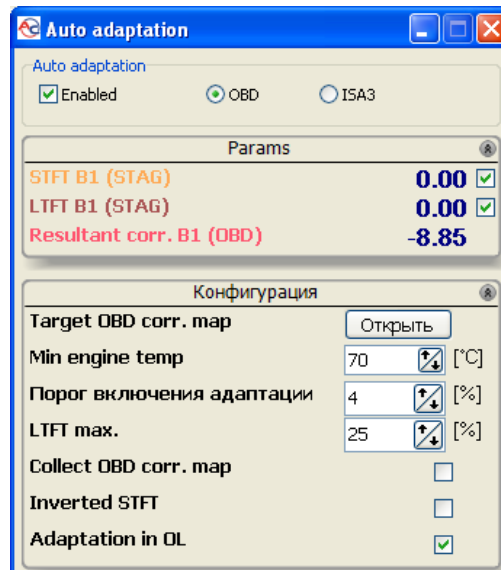 Auto adaptation
Auto adaptation
Enabled OBD ISA3
Params
STFT B1 (STAG) 0.00
LTFT B1 (STAG) 0.00
Resultant corr. B1 (OBD) -8.85
Конфигурация
Target OBD corr. map Открыть
Min engine temp 70 [°C]
Порог включения адаптации 4 [%]
LTFT max. 25 [%]
Collect OBD corr. map
Inverted STFT
Adaptation in OL